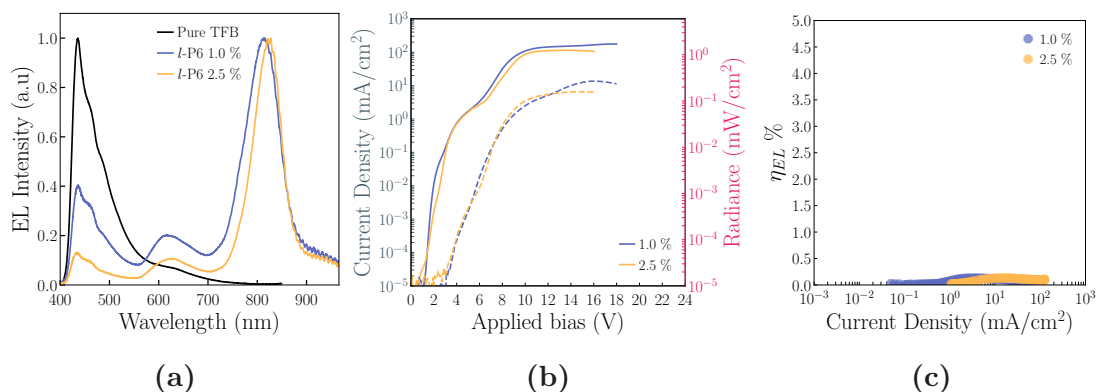 EL Intensity (a.u)
1.0
0.8
0.6
0.4
0.2
0.0
400
500
600
700
800
900
Wavelength (nm)
Pure TFB
l-P6 1.0 %
l-P6 2.5 %
(a)
Current Density (mA/cm²)
10³
10²
10¹
10⁰
10⁻¹
10⁻²
10⁻³
10⁻⁴
10⁻⁵
0 2 4 6 8 10 12 14 16 18 20 22 24
Applied bias (V)
1.0 %
2.5 %
10⁰
10⁻¹
10⁻²
10⁻³
10⁻⁴
10⁻⁵
Radiance (mW/cm²)
(b)
η_EL %
5.0
4.5
4.0
3.5
3.0
2.5
2.0
1.5
1.0
0.5
0.0
10⁻³ 10⁻² 10⁻¹ 10⁰ 10¹ 10² 10³
Current Density (mA/cm²)
1.0 %
2.5 %
(c)